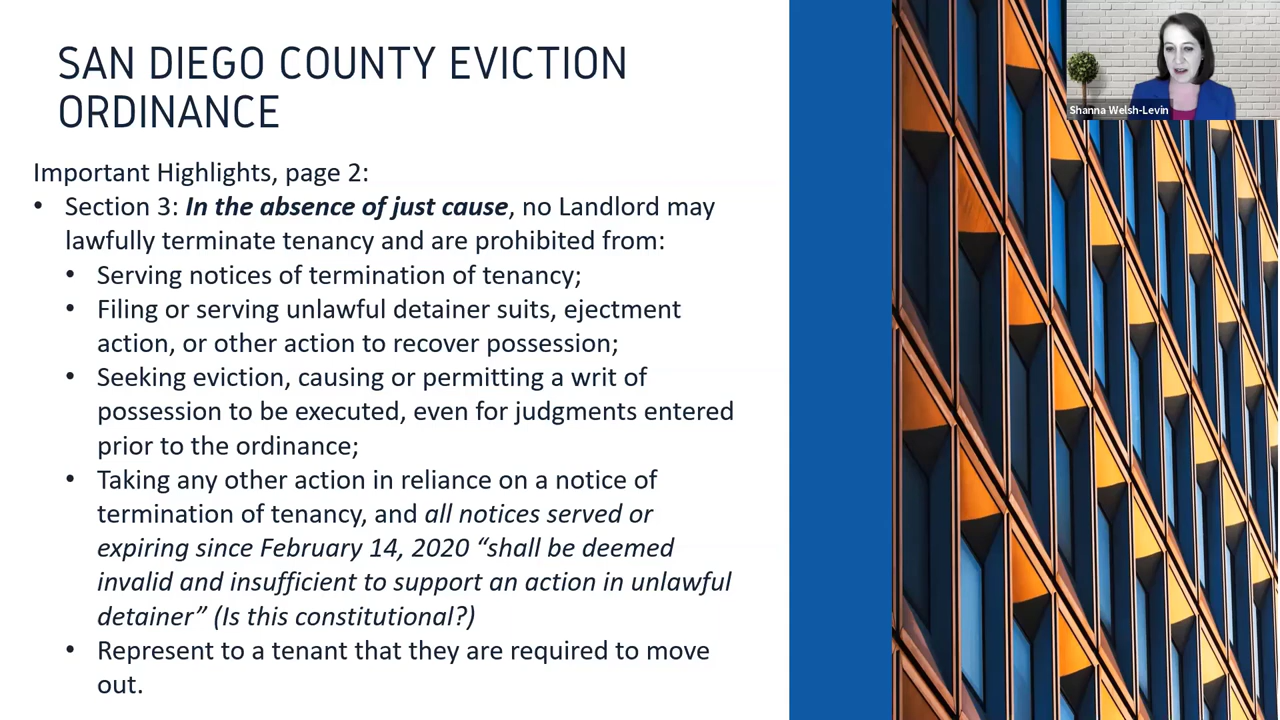 SAN DIEGO COUNTY EVICTION
ORDINANCE
Important Highlights, page 2:
• Section 3: In the absence of just cause, no Landlord may
lawfully terminate tenancy and are prohibited from:
• Serving notices of termination of tenancy;
• Filing or serving unlawful detainer suits, ejectment
action, or other action to recover possession;
• Seeking eviction, causing or permitting a writ of
possession to be executed, even for judgments entered
prior to the ordinance;
• Taking any other action in reliance on a notice of
termination of tenancy, and all notices served or
expiring since February 14, 2020 “shall be deemed
invalid and insufficient to support an action in unlawful
detainer” (Is this constitutional?)
• Represent to a tenant that they are required to move
out.
Shanna Welsh-Levin